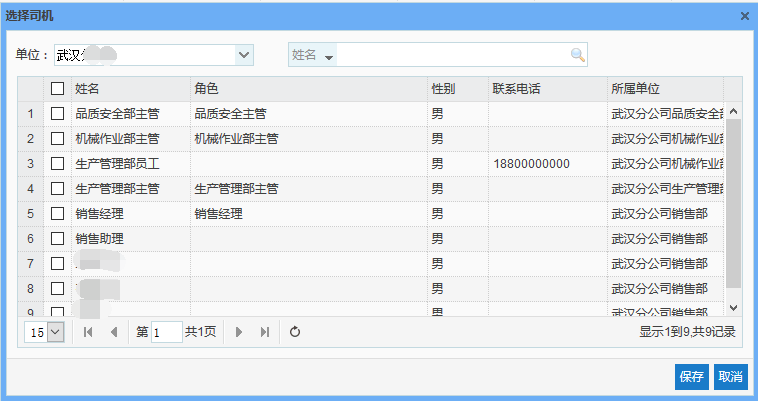 选择司机
单位： 武汉 姓名
姓名 角色 性别 联系电话 所属单位
1 品质安全部主管 品质安全主管 男 武汉分公司品质安全
2 机械作业部主管 机械作业部主管 男 武汉分公司机械作业
3 生产管理部员工 男 18800000000 武汉分公司机械作业
4 生产管理部主管 生产管理部主管 男 武汉分公司生产管理
5 销售经理 销售经理 男 武汉分公司销售部
6 销售助理 男 武汉分公司销售部
7 男 武汉分公司销售部
8 男 武汉分公司销售部
9 男 武汉分公司销售部
15 第 1 共1页 显示1到9,共9记录
保存 取消